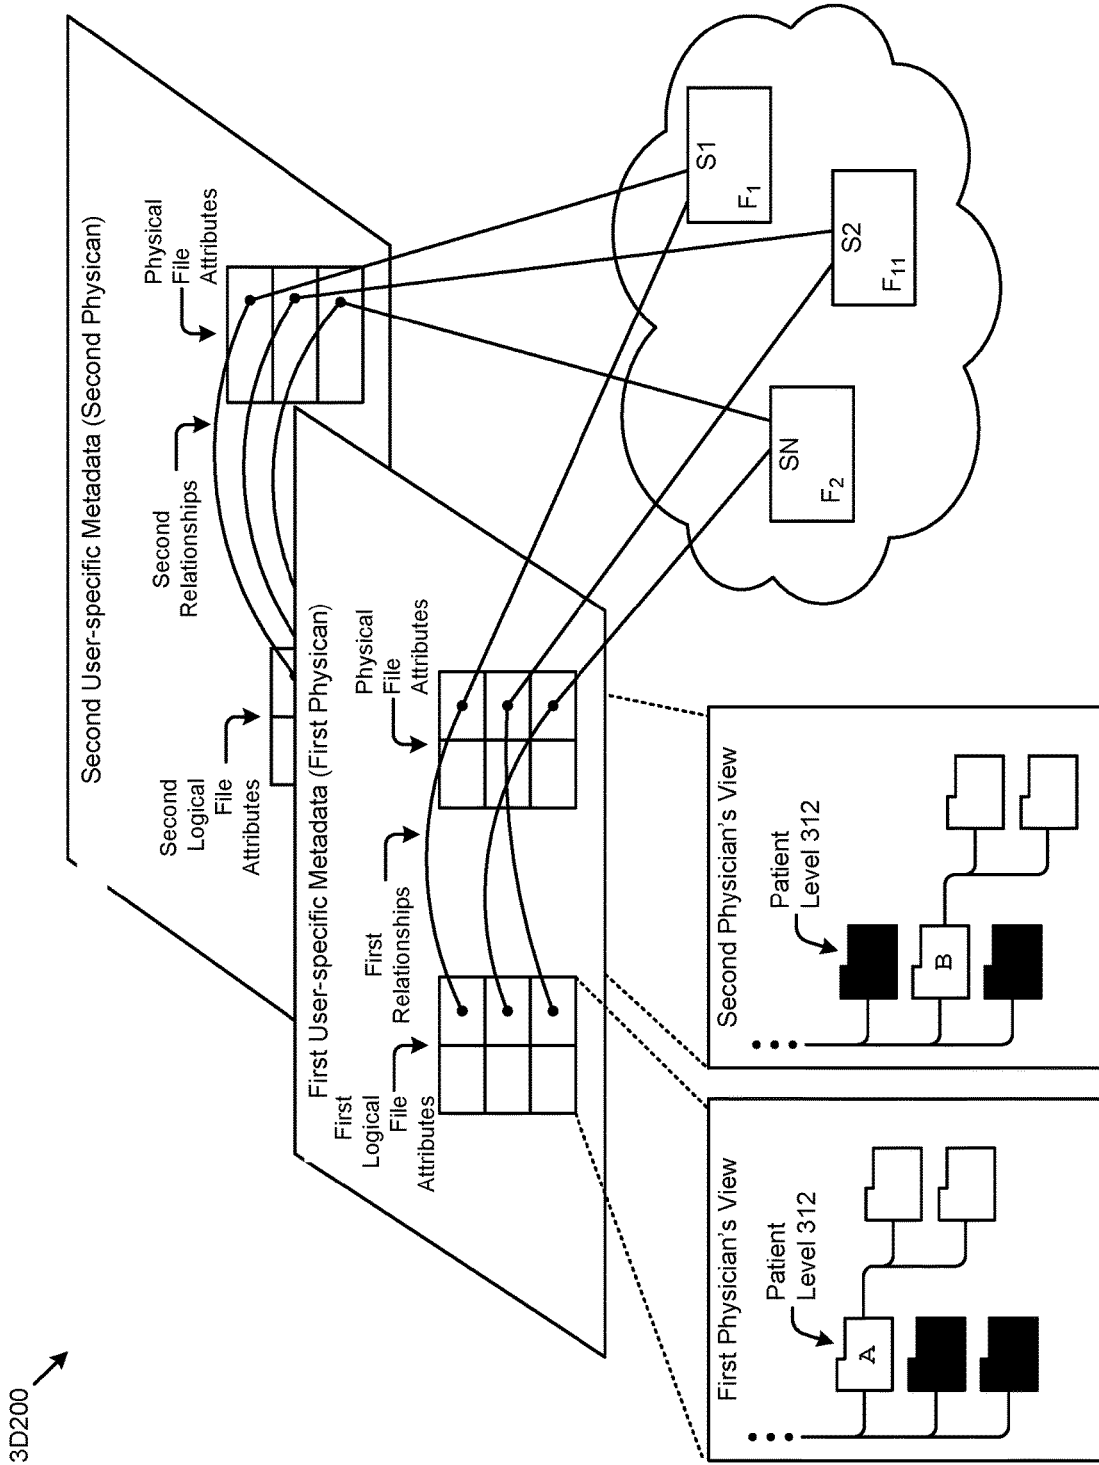 3D200
Second User-specific Metadata (Second Physican)
Second
Logical
File
Attributes
Second
Relationships
Physical
File
Attributes
First User-specific Metadata (First Physican)
First
Logical
File
Attributes
First
Relationships
Physical
File
Attributes
S1
F1
S2
F11
SN
F2
First Physician's View
Patient
Level 312
A
Second Physician's View
Patient
Level 312
B